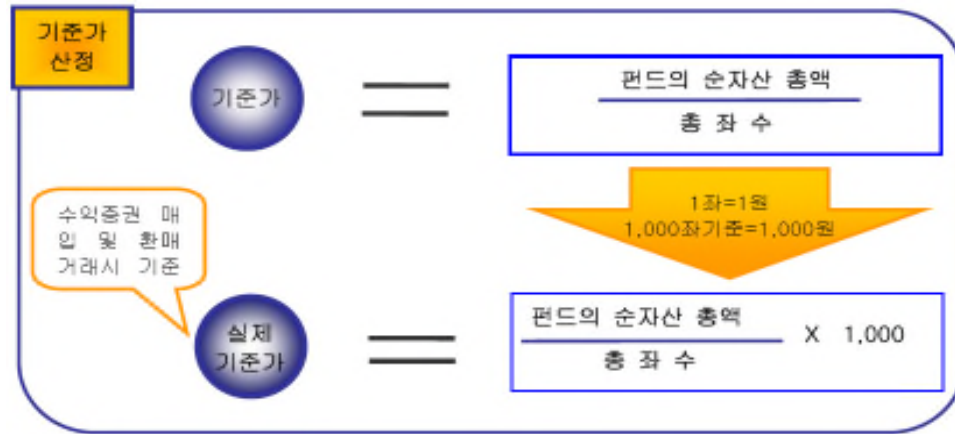 기준가
산정
기준가
펀드의 순자산 총액
총 좌 수
1좌=1원
1,000좌기준=1,000원
수익증권 매
입 및 환매
거래시 기준
실제
기준가
펀드의 순자산 총액
총 좌 수
X 1,000